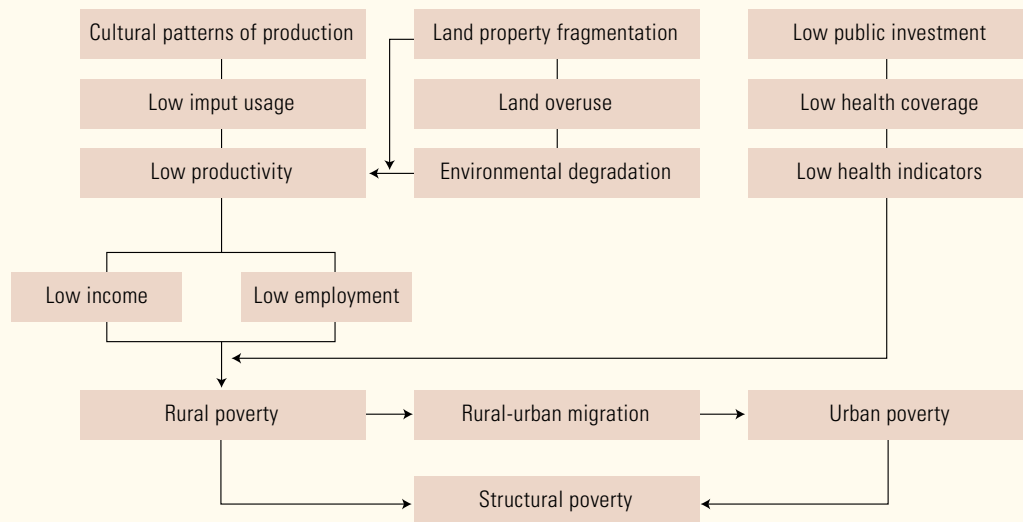 Cultural patterns of production
Land property fragmentation
Low public investment
Low imput usage
Land overuse
Low health coverage
Low productivity
Environmental degradation
Low health indicators
Low income
Low employment
Rural poverty
Rural-urban migration
Urban poverty
Structural poverty